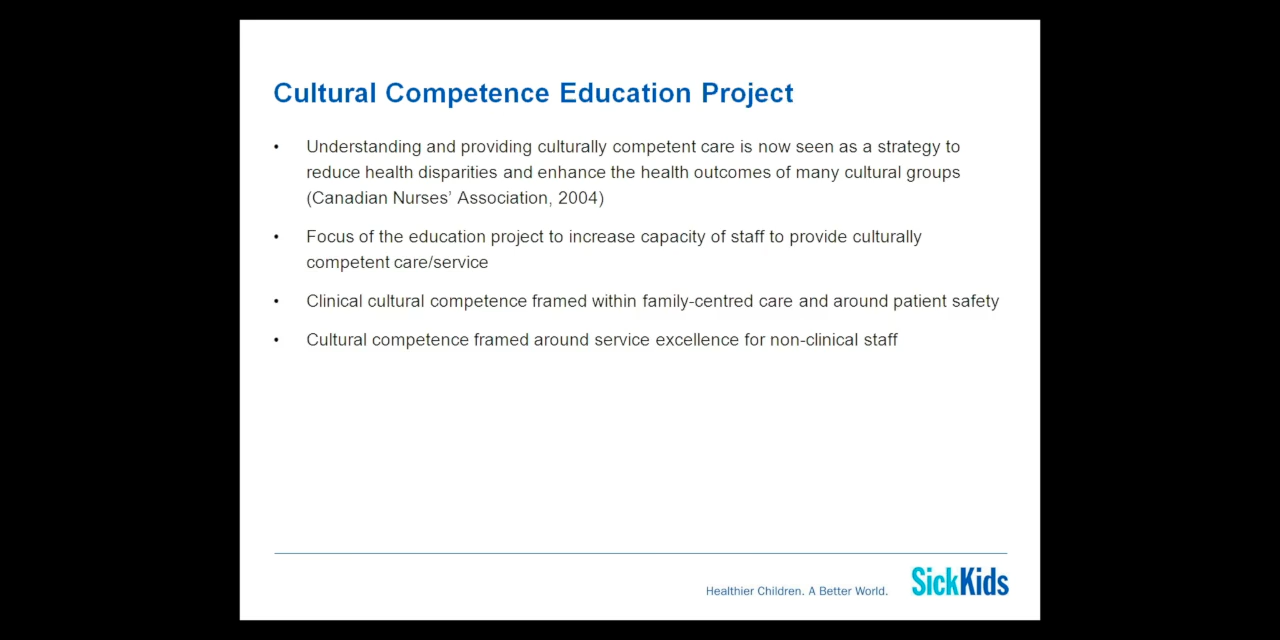 Cultural Competence Education Project
• Understanding and providing culturally competent care is now seen as a strategy to
reduce health disparities and enhance the health outcomes of many cultural groups
(Canadian Nurses’ Association, 2004)
• Focus of the education project to increase capacity of staff to provide culturally
competent care/service
• Clinical cultural competence framed within family-centred care and around patient safety
• Cultural competence framed around service excellence for non-clinical staff
Healthier Children. A Better World.
SickKids